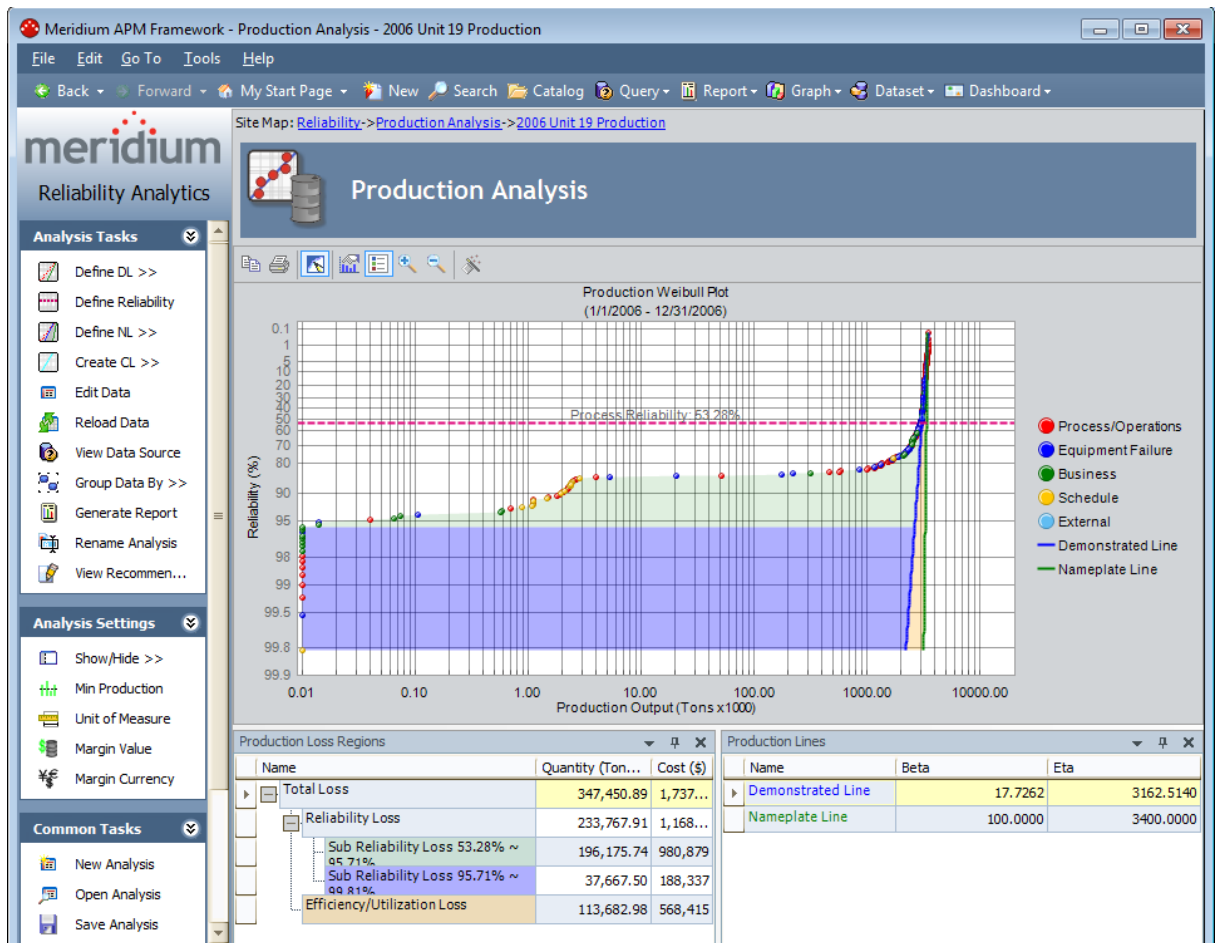 Meridium APM Framework - Production Analysis - 2006 Unit 19 Production
File Edit Go To Tools Help
Back Forward My Start Page New Search Catalog Query Report Graph Dataset Dashboard
meridium
Reliability Analytics
Site Map: Reliability->Production Analysis->2006 Unit 19 Production
Production Analysis
Analysis Tasks
Define DL >>
Define Reliability
Define NL >>
Create CL >>
Edit Data
Reload Data
View Data Source
Group Data By >>
Generate Report
Rename Analysis
View Recommen...
Analysis Settings
Show/Hide >>
Min Production
Unit of Measure
Margin Value
Margin Currency
Common Tasks
New Analysis
Open Analysis
Save Analysis
Production Weibull Plot
(1/1/2006 - 12/31/2006)
Reliability (%)
0.1
1
5
10
20
30
40
50
60
70
80
90
95
98
99
99.5
99.8
99.9
Process Reliability: 53.28%
0.01 0.10 1.00 10.00 100.00 1000.00 10000.00
Production Output (Tons x1000)
Process/Operations
Equipment Failure
Business
Schedule
External
Demonstrated Line
Nameplate Line
Production Loss Regions
Name Quantity (Ton... Cost ($)
Total Loss 347,450.89 1,737...
Reliability Loss 233,767.91 1,168...
Sub Reliability Loss 53.28% ~
95.71% 196,175.74 980,879
Sub Reliability Loss 95.71% ~
99.81% 37,667.50 188,337
Efficiency/Utilization Loss 113,682.98 568,415
Production Lines
Name Beta Eta
Demonstrated Line 17.7262 3162.5140
Nameplate Line 100.0000 3400.0000